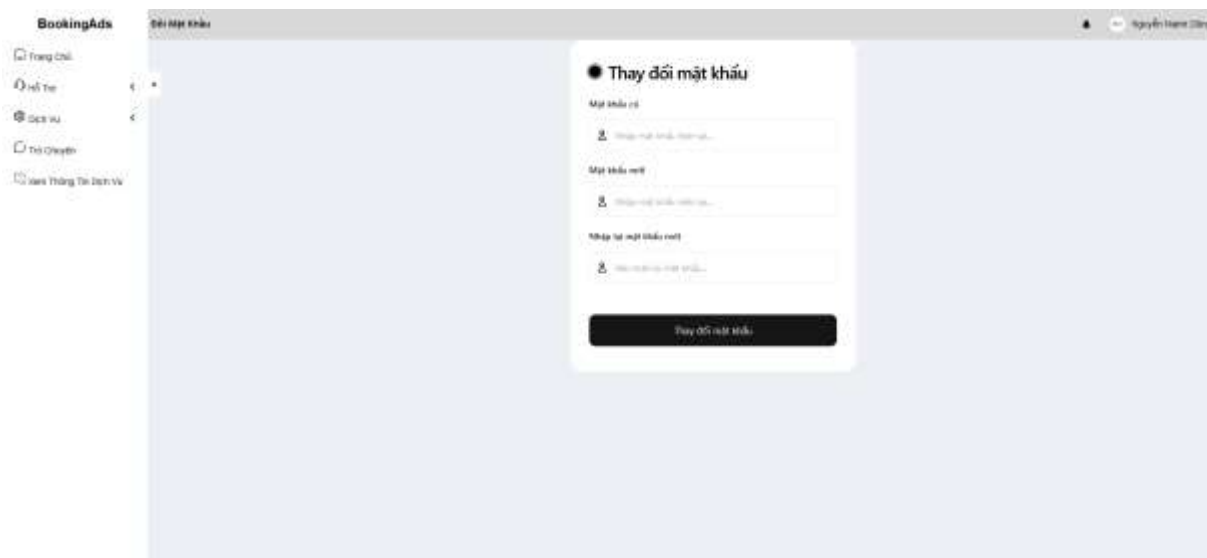 BookingAds
Đổi Mật Khẩu
Nguyễn
Trang Chủ
Hỗ Trợ
Dịch Vụ
Trò Chuyện
Xem Thông Tin Dịch Vụ
Thay đổi mật khẩu
Mật khẩu cũ
Mật khẩu mới
Nhập lại mật khẩu mới
Thay đổi mật khẩu